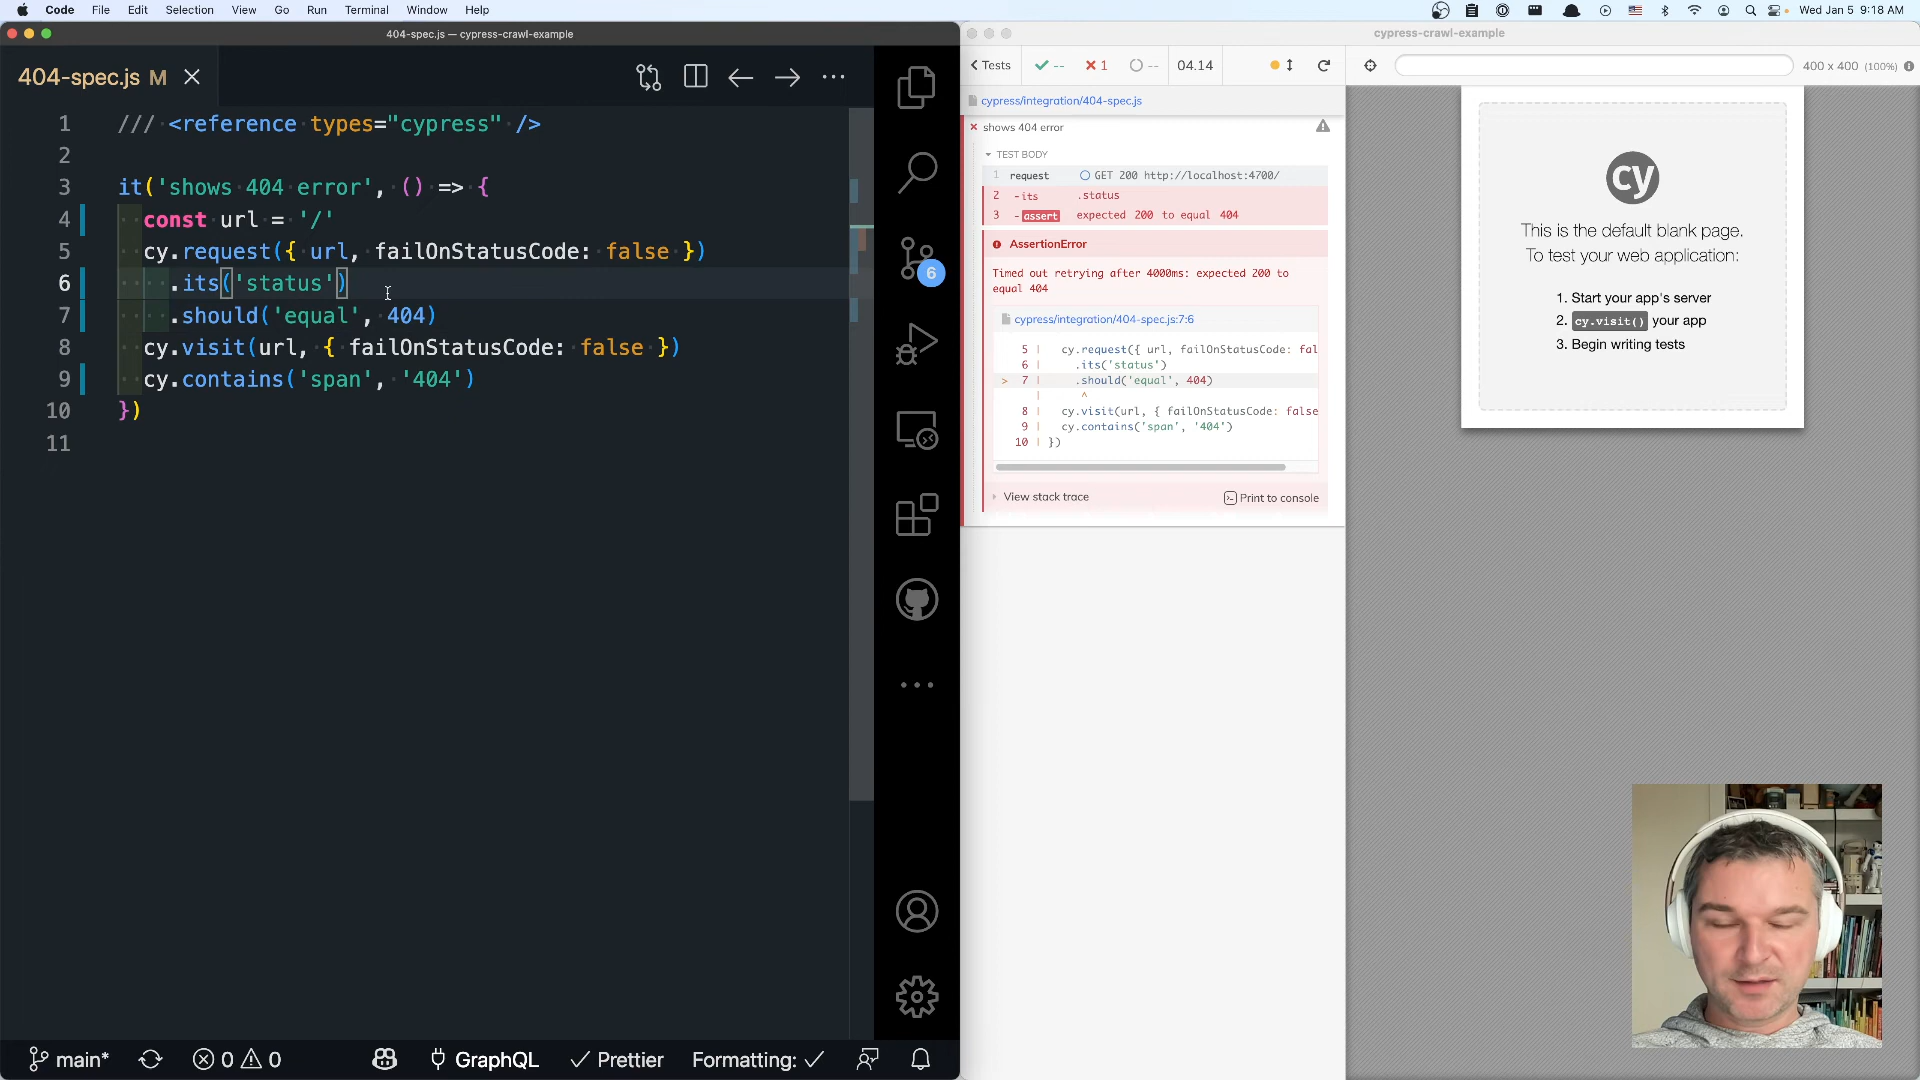 Code File Edit Selection View Go Run Terminal Window Help
Wed Jan 5 9:18 AM
404-spec.js — cypress-crawl-example
404-spec.js M
1 /// <reference types="cypress" />
2
3 it('shows 404 error', () => {
4 const url = '/'
5 cy.request({ url, failOnStatusCode: false })
6 .its('status')
7 .should('equal', 404)
8 cy.visit(url, { failOnStatusCode: false })
9 cy.contains('span', '404')
10 })
11
6
main* 0 0 GraphQL Prettier Formatting:
cypress-crawl-example
Tests -- 1 -- 04.14
400 x 400 (100%)
cypress/integration/404-spec.js
shows 404 error
TEST BODY
1 request GET 200 http://localhost:4700/
2 -its .status
3 -assert expected 200 to equal 404
AssertionError
Timed out retrying after 4000ms: expected 200 to
equal 404
cypress/integration/404-spec.js:7:6
5 | cy.request({ url, failOnStatusCode: fal
6 | .its('status')
> 7 | .should('equal', 404)
| ^
8 | cy.visit(url, { failOnStatusCode: false
9 | cy.contains('span', '404')
10 | })
View stack trace
Print to console
cy
This is the default blank page.
To test your web application:
1. Start your app's server
2. cy.visit() your app
3. Begin writing tests